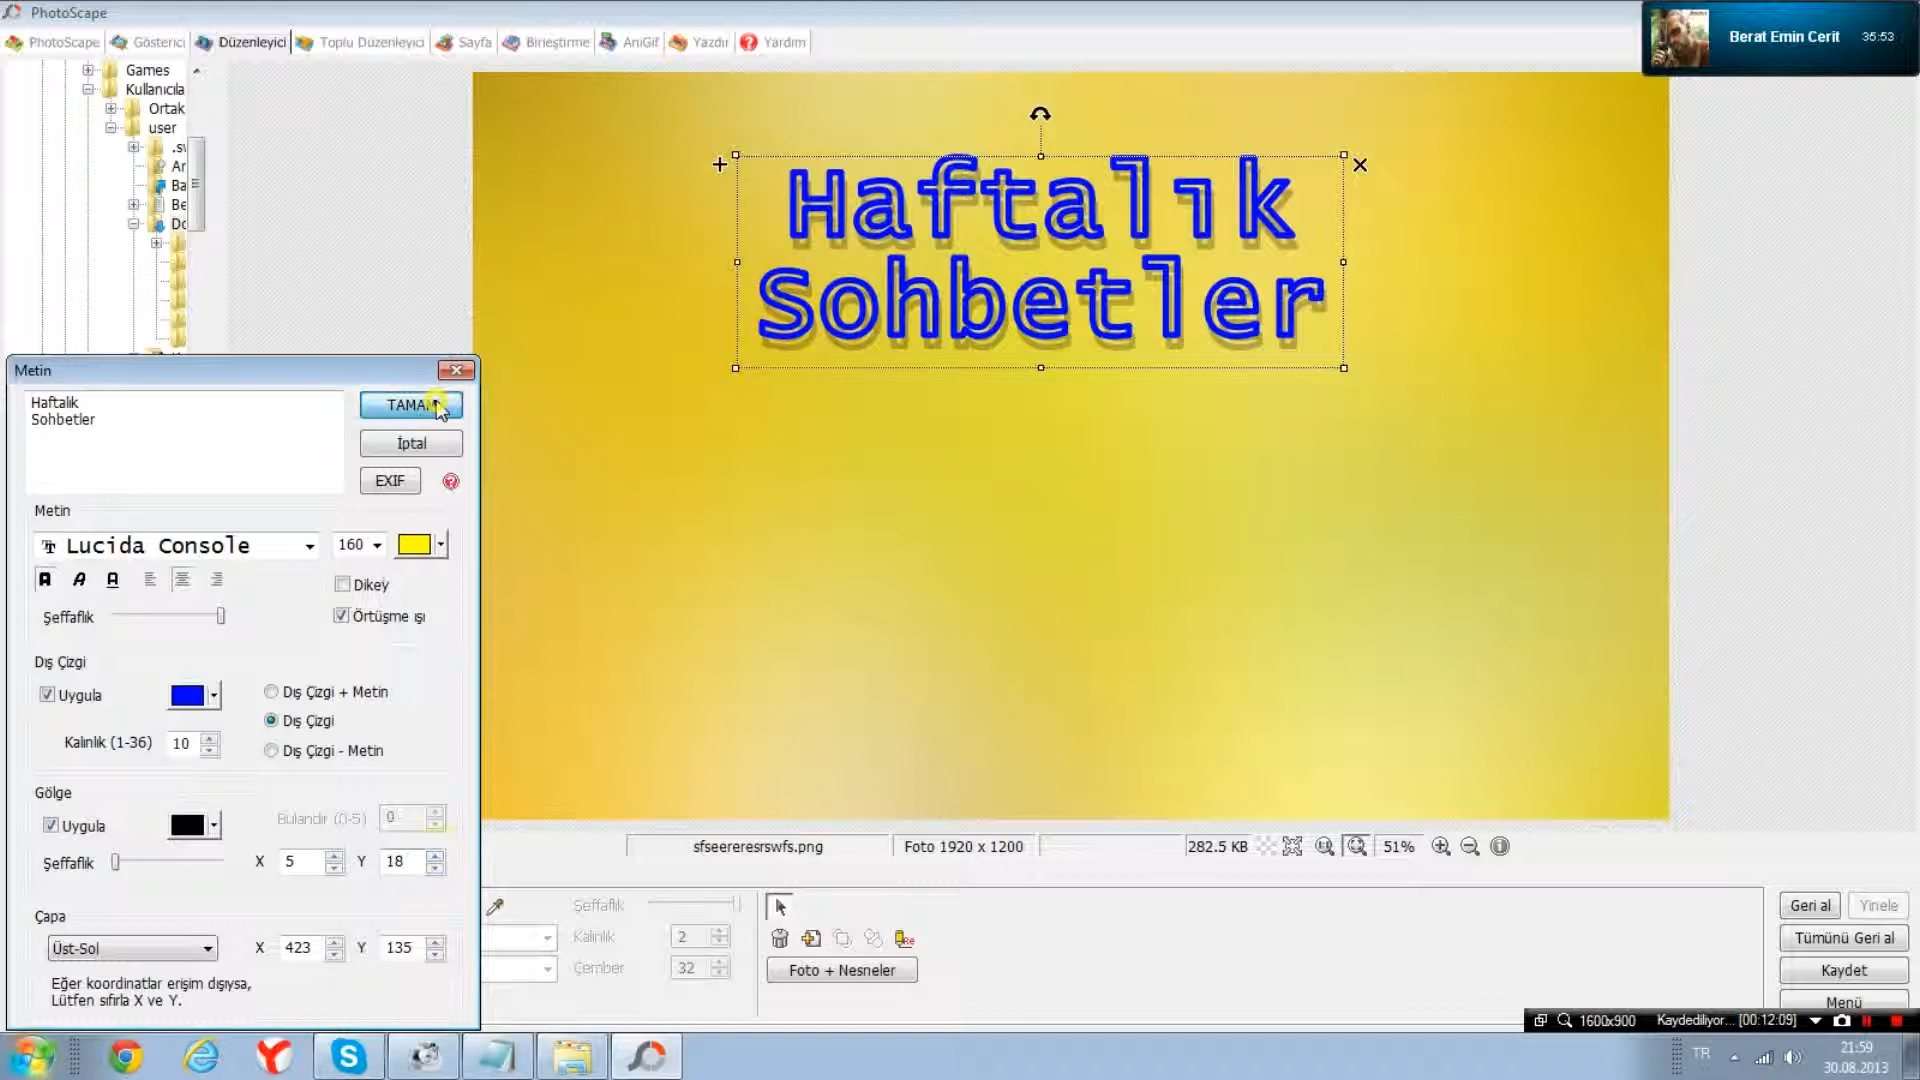 PhotoScape
PhotoScape Gösterici Düzenleyici Toplu Düzenleyici Sayfa Birleştirme AniGif Yazdır Yardım
Berat Emin Cerit 35:53
Games
Kullanıcıla
Ortak
user
Haftalık
Sohbetler
Metin
Haftalık
Sohbetler
TAMAM
İptal
EXIF
Metin
Lucida Console 160
A A A
Dikey
Şeffaflık
Örtüşme ışı
Dış Çizgi
Uygula
Dış Çizgi + Metin
Dış Çizgi
Kalınlık (1-36) 10
Dış Çizgi - Metin
Gölge
Uygula
Bulandır (0-5) 0
Şeffaflık X 5 Y 18
Çapa
Üst-Sol X 423 Y 135
Eğer koordinatlar erişim dışıysa,
Lütfen sıfırla X ve Y.
sfseereresrswfs.png Foto 1920 x 1200 282.5 KB 51%
Şeffaflık
Kalınlık 2
Çember 32
Foto + Nesneler
Geri al Yinele
Tümünü Geri al
Kaydet
Menü
1600x900 Kaydediliyor... [00:12:09]
TR
21:59
30.08.2013